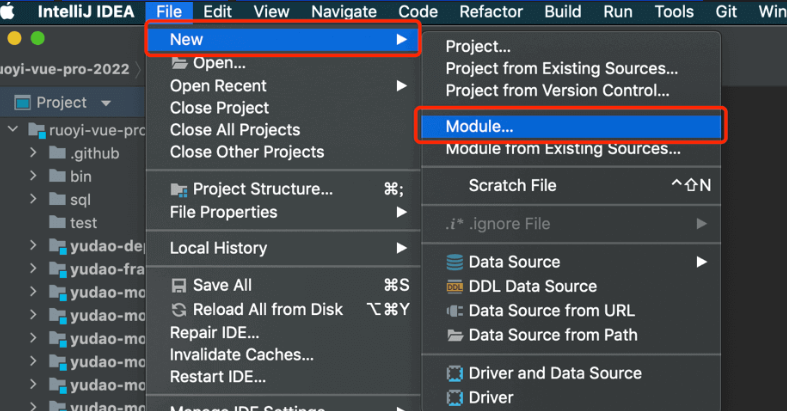 IntelliJ IDEA File Edit View Navigate Code Refactor Build Run Tools Git Win
uoyi-vue-pro-2022
Project
ruoyi-vue-pro
.github
bin
sql
test
yudao-dep
yudao-fra
yudao-mo
yudao-mo
yudao-mo
yudao-mo
yudao-mo
New
Open...
Open Recent
Close Project
Close All Projects
Close Other Projects
Project Structure... ⌘;
File Properties
Local History
Save All ⌘S
Reload All from Disk ⌥⌘Y
Repair IDE...
Invalidate Caches...
Restart IDE...
Manage IDE Settings
Project...
Project from Existing Sources...
Project from Version Control...
Module...
Module from Existing Sources...
Scratch File ^⇧N
.i* .ignore File
Data Source
DDL DDL Data Source
Data Source from URL
Data Source from Path
Driver and Data Source
Driver